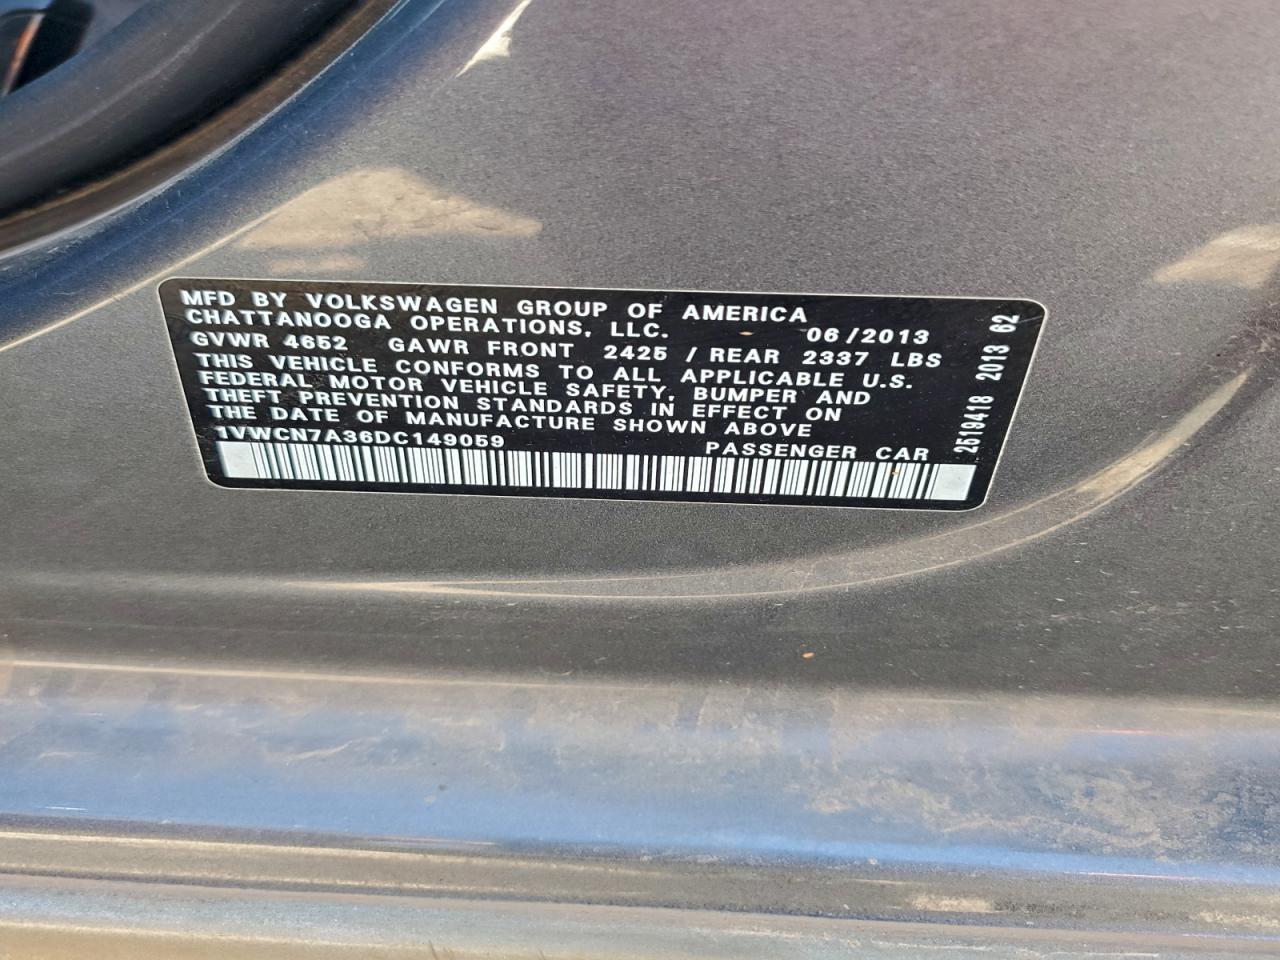 MFD BY VOLKSWAGEN GROUP OF AMERICA
CHATTANOOGA OPERATIONS, LLC. 06/2013
GVWR 4652 GAWR FRONT 2425 / REAR 2337 LBS
THIS VEHICLE CONFORMS TO ALL APPLICABLE U.S.
FEDERAL MOTOR VEHICLE SAFETY, BUMPER AND
THEFT PREVENTION STANDARDS IN EFFECT ON
THE DATE OF MANUFACTURE SHOWN ABOVE
1VWCN7A36DC149059 PASSENGER CAR
2519418 2013 62